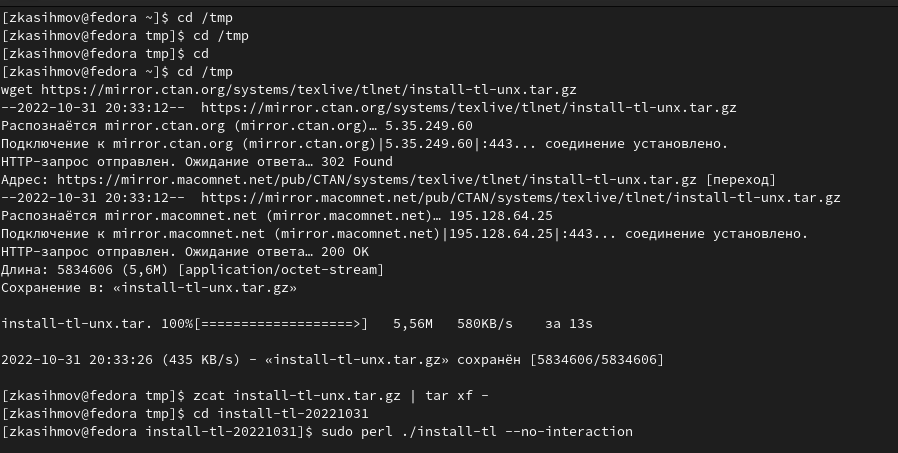 [zkasihmov@fedora ~]$ cd /tmp
[zkasihmov@fedora tmp]$ cd /tmp
[zkasihmov@fedora tmp]$ cd
[zkasihmov@fedora ~]$ cd /tmp
wget https://mirror.ctan.org/systems/texlive/tlnet/install-tl-unx.tar.gz
--2022-10-31 20:33:12--  https://mirror.ctan.org/systems/texlive/tlnet/install-tl-unx.tar.gz
Распознаётся mirror.ctan.org (mirror.ctan.org)… 5.35.249.60
Подключение к mirror.ctan.org (mirror.ctan.org)|5.35.249.60|:443... соединение установлено.
HTTP-запрос отправлен. Ожидание ответа… 302 Found
Адрес: https://mirror.macomnet.net/pub/CTAN/systems/texlive/tlnet/install-tl-unx.tar.gz [переход]
--2022-10-31 20:33:12--  https://mirror.macomnet.net/pub/CTAN/systems/texlive/tlnet/install-tl-unx.tar.gz
Распознаётся mirror.macomnet.net (mirror.macomnet.net)… 195.128.64.25
Подключение к mirror.macomnet.net (mirror.macomnet.net)|195.128.64.25|:443... соединение установлено.
HTTP-запрос отправлен. Ожидание ответа… 200 OK
Длина: 5834606 (5,6M) [application/octet-stream]
Сохранение в: «install-tl-unx.tar.gz»
install-tl-unx.tar. 100%[===================>]   5,56M   580KB/s    за 13s
2022-10-31 20:33:26 (435 KB/s) - «install-tl-unx.tar.gz» сохранён [5834606/5834606]
[zkasihmov@fedora tmp]$ zcat install-tl-unx.tar.gz | tar xf -
[zkasihmov@fedora tmp]$ cd install-tl-20221031
[zkasihmov@fedora install-tl-20221031]$ sudo perl ./install-tl --no-interaction